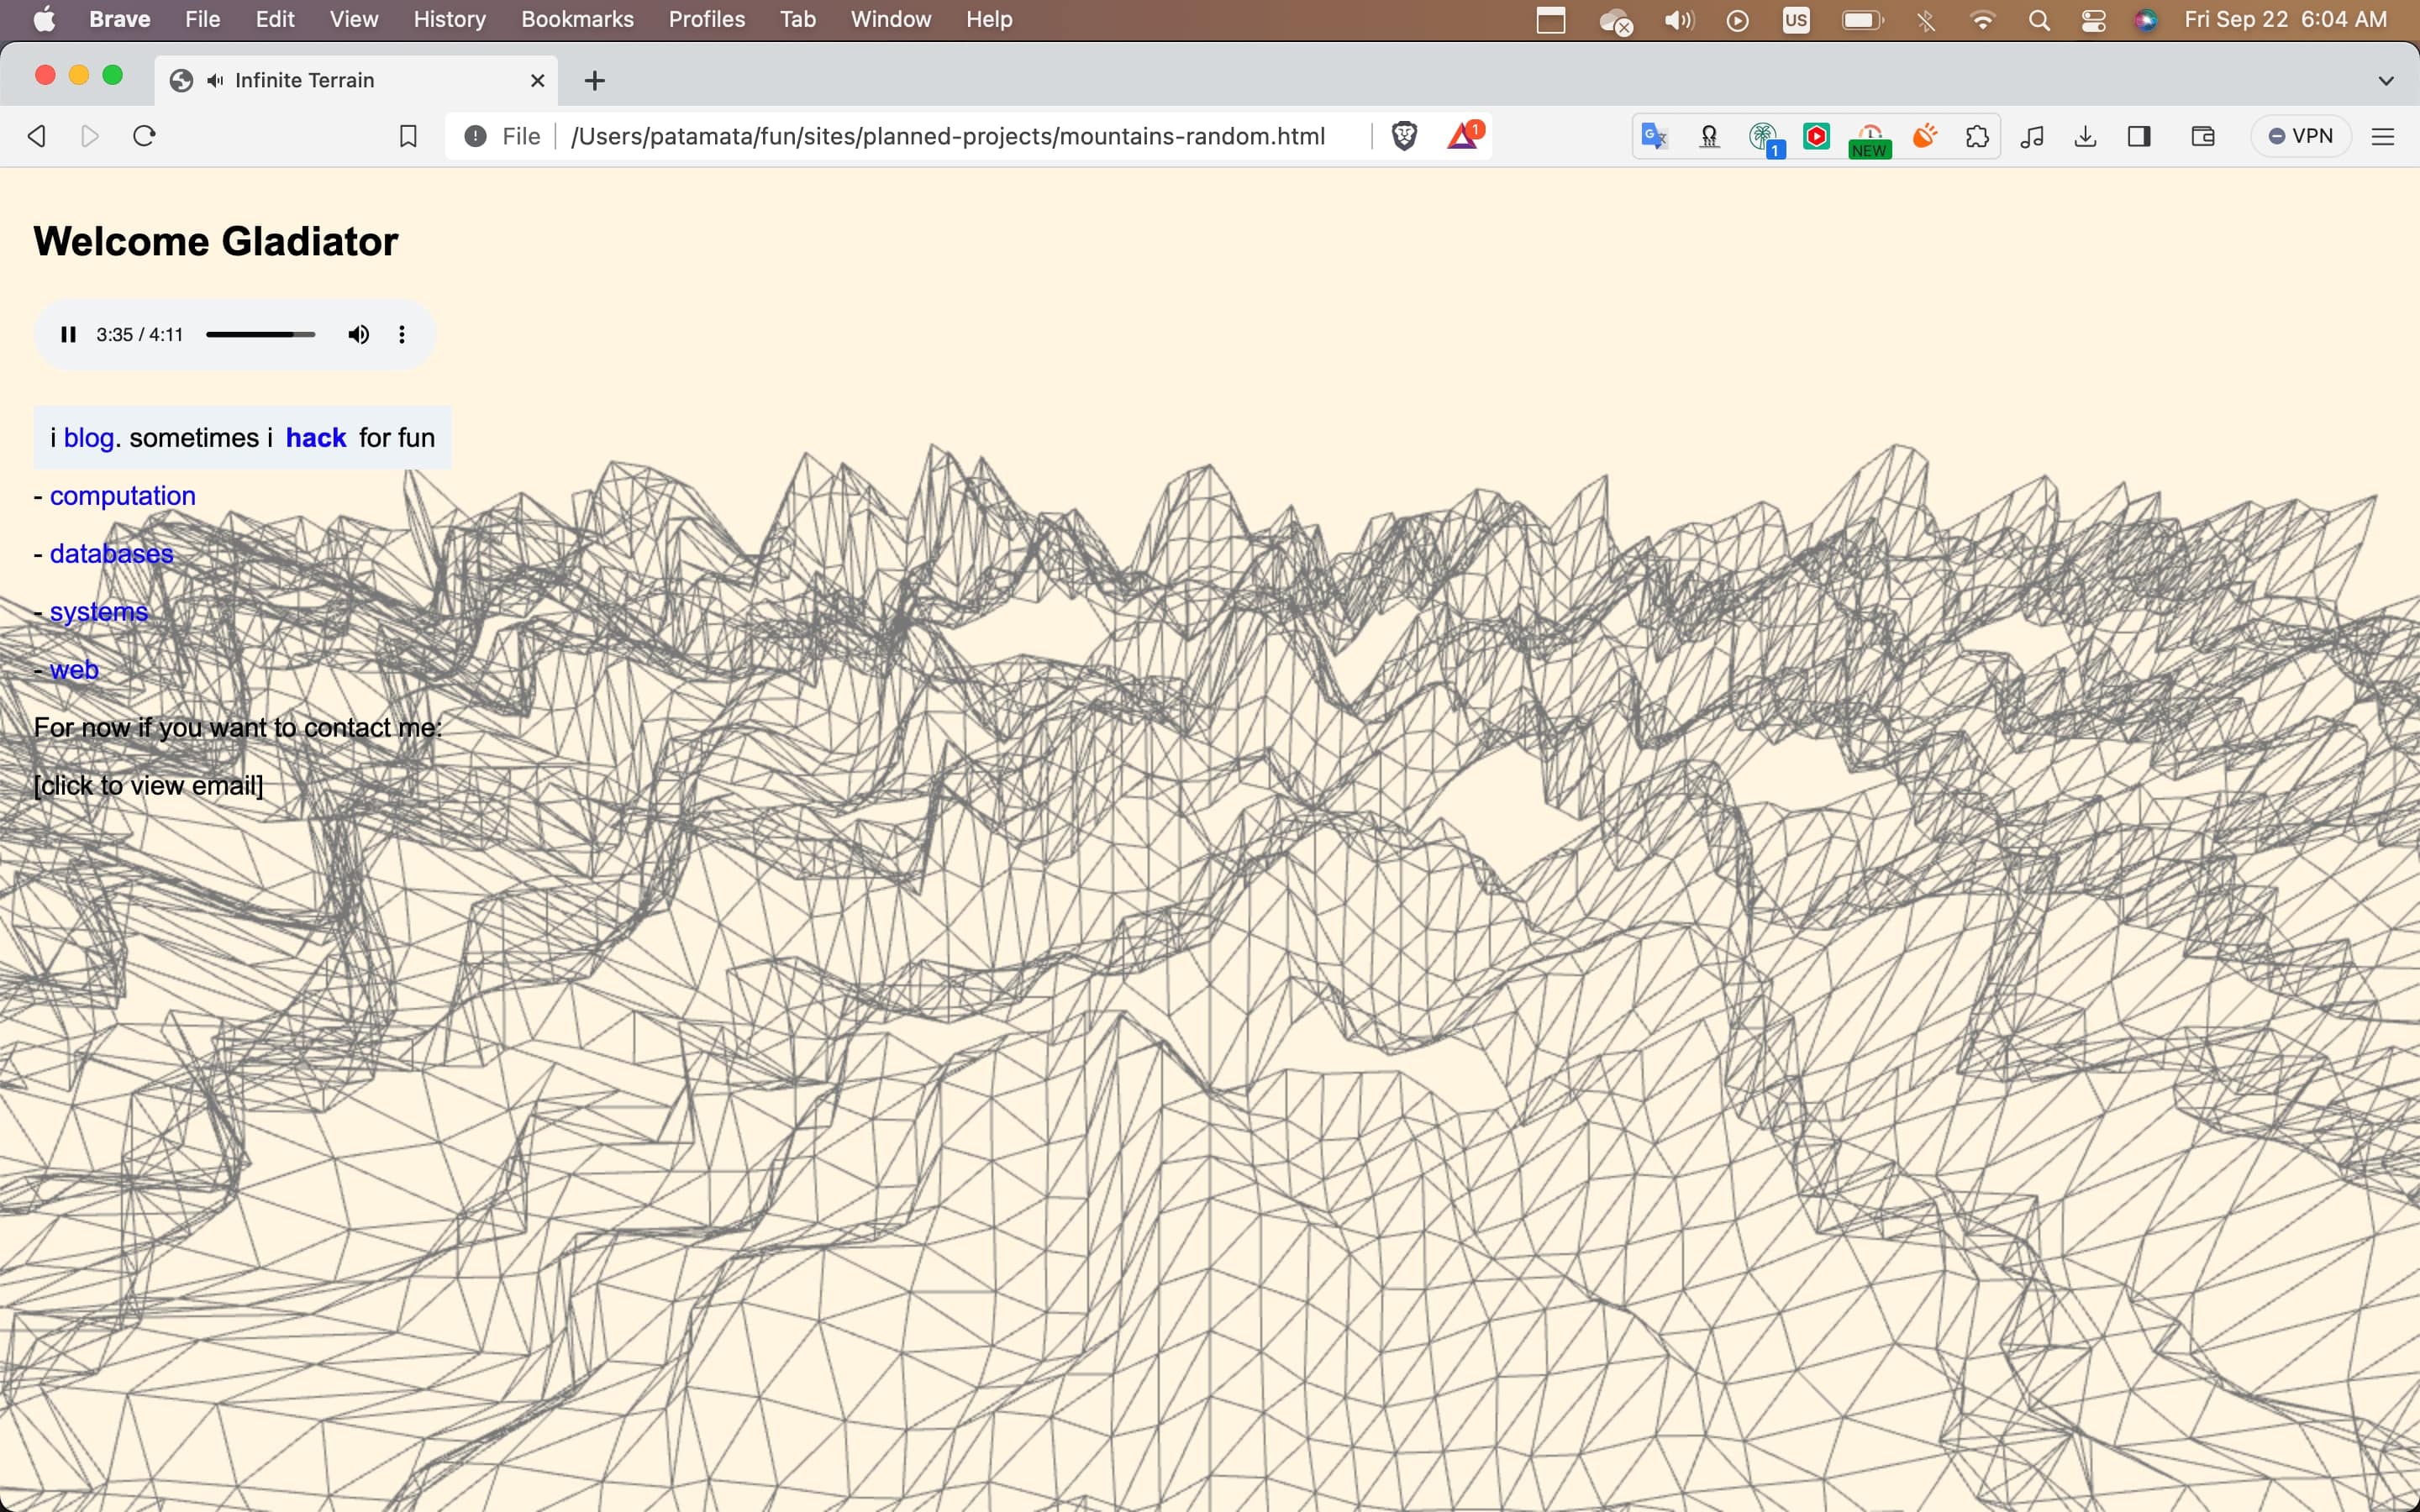 Brave File Edit View History Bookmarks Profiles Tab Window Help US Fri Sep 22 6:04 AM
Infinite Terrain
File /Users/patamata/fun/sites/planned-projects/mountains-random.html 1 1 NEW VPN
Welcome Gladiator
3:35 / 4:11
i blog. sometimes i hack for fun
- computation
- databases
- systems
- web
For now if you want to contact me:
[click to view email]